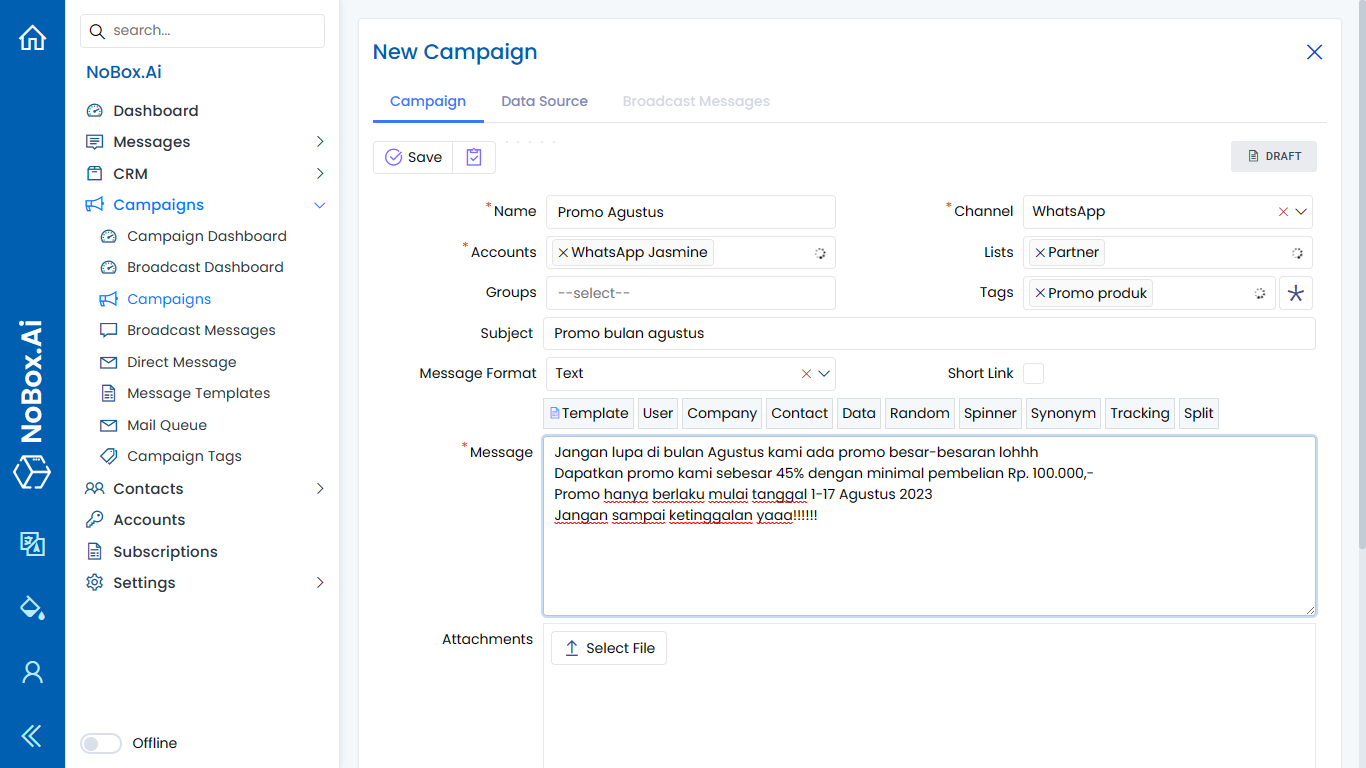 search...
NoBox.Ai
Dashboard
Messages
CRM
Campaigns
Campaign Dashboard
Broadcast Dashboard
Campaigns
Broadcast Messages
Direct Message
Message Templates
Mail Queue
Campaign Tags
Contacts
Accounts
Subscriptions
Settings
Offline
NoBox.Ai
New Campaign
Campaign Data Source Broadcast Messages
Save DRAFT
*Name Promo Agustus *Channel WhatsApp
*Accounts ×WhatsApp Jasmine Lists ×Partner
Groups --select-- Tags ×Promo produk
Subject Promo bulan agustus
Message Format Text Short Link
Template User Company Contact Data Random Spinner Synonym Tracking Split
*Message
Jangan lupa di bulan Agustus kami ada promo besar-besaran lohhh
Dapatkan promo kami sebesar 45% dengan minimal pembelian Rp. 100.000,-
Promo hanya berlaku mulai tanggal 1-17 Agustus 2023
Jangan sampai ketinggalan yaaa!!!!!!
Attachments Select File